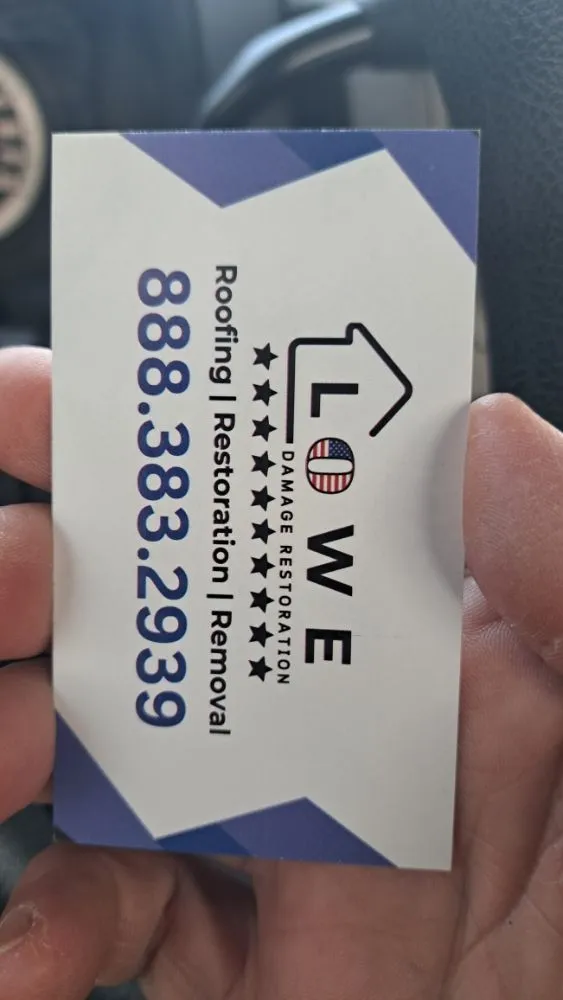 LOWE
DAMAGE RESTORATION
Roofing | Restoration | Removal
888.383.2939